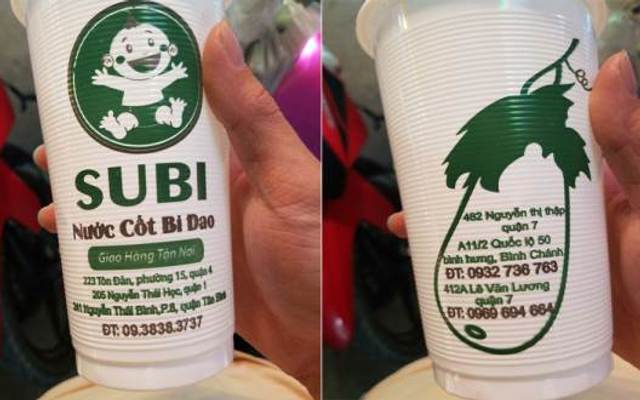 SUBI
Nước Cốt Bí Đao
Giao Hàng Tận Nơi
223 Tôn Đản, phường 15, quận 4
205 Nguyễn Thái Học, quận 1
241 Nguyễn Thái Bình,P.8, quận Tân Bình
ĐT: 09.3838.3737
482 Nguyễn thị thập
quận 7
A11/2 Quốc lộ 50
bình hưng, Bình Chánh
ĐT: 0932 736 763
412A Lê Văn Lương
quận 7
ĐT: 0969 694 664